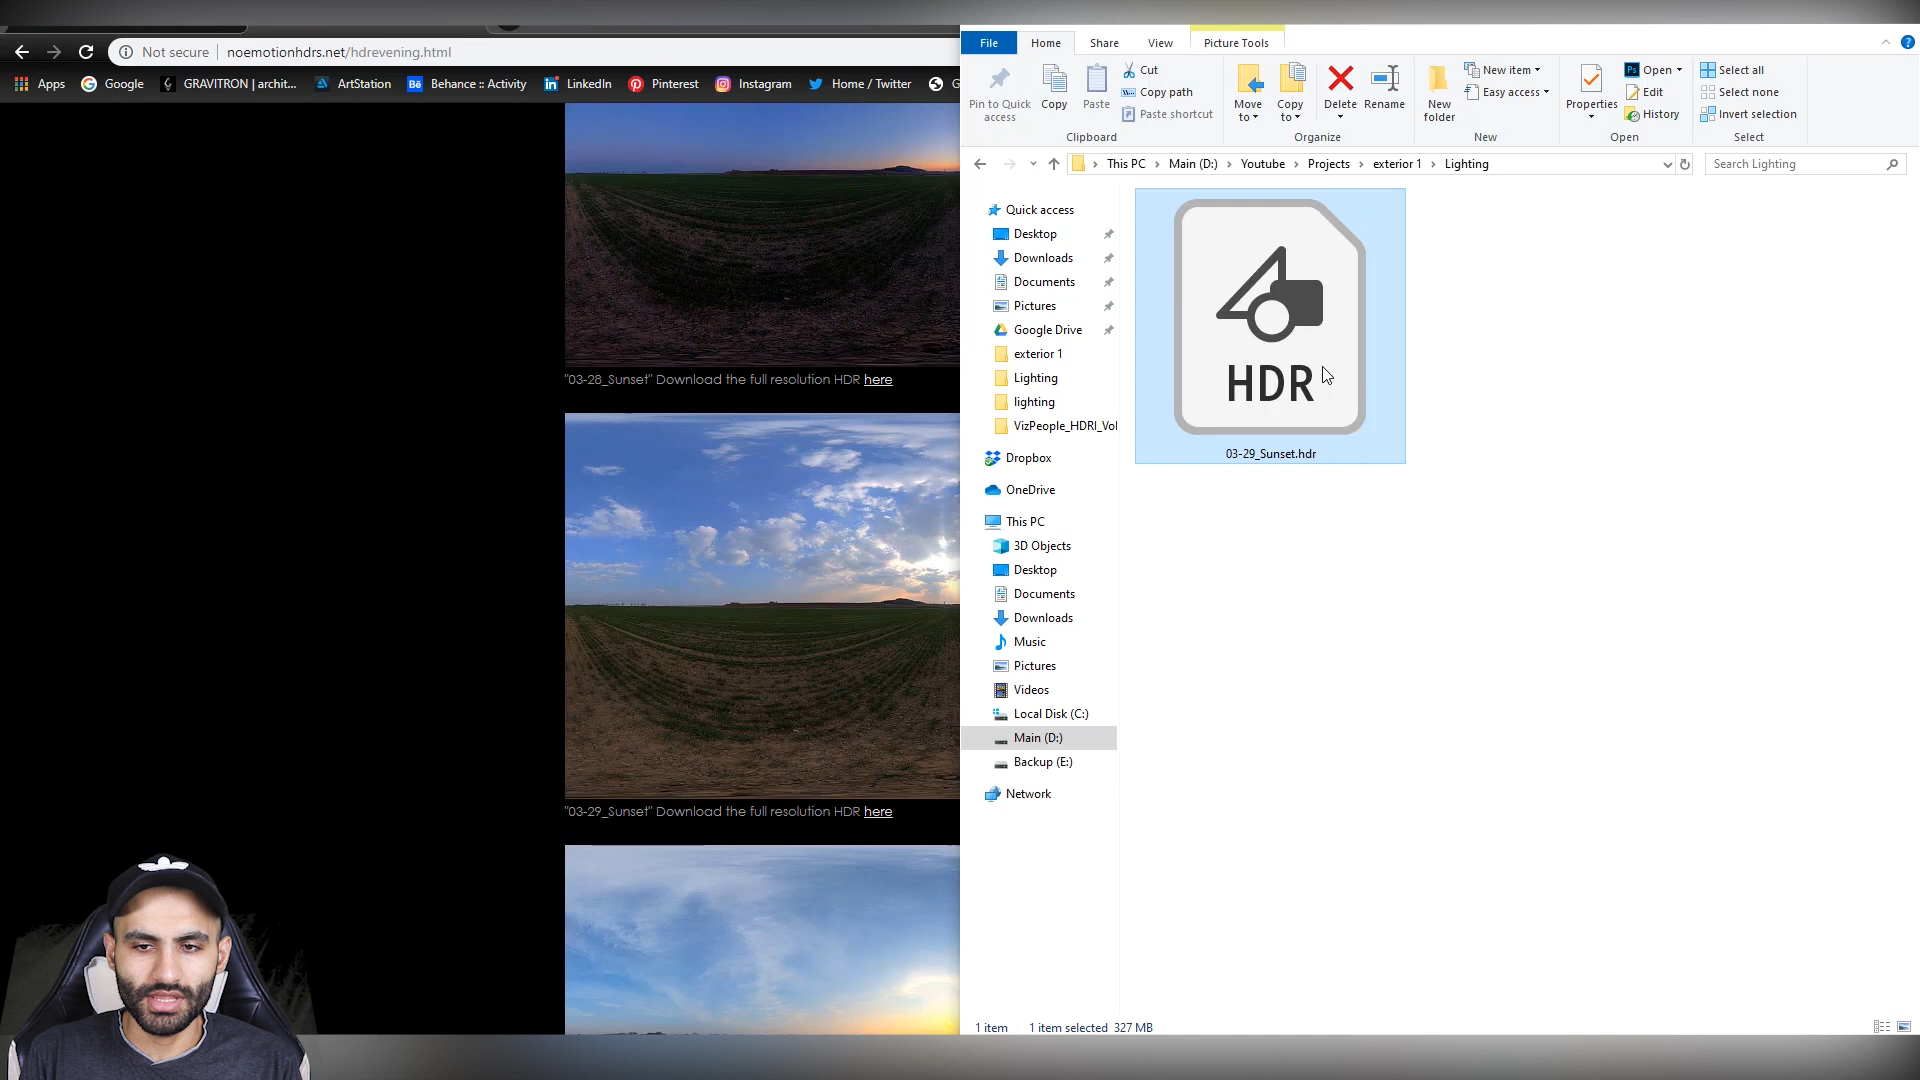 Not secure
noemotionhdrs.net/hdrevening.html
Apps
Google
GRAVITRON | archit...
ArtStation
Behance :: Activity
LinkedIn
Pinterest
Instagram
Home / Twitter
G
"03-28_Sunset" Download the full resolution HDR here
"03-29_Sunset" Download the full resolution HDR here
File
Home
Share
View
Picture Tools
Pin to Quick access
Copy
Paste
Cut
Copy path
Paste shortcut
Clipboard
Move to
Copy to
Delete
Rename
Organize
New folder
New item
Easy access
New
Properties
Open
Edit
History
Open
Select all
Select none
Invert selection
Select
This PC
Main (D:)
Youtube
Projects
exterior 1
Lighting
Search Lighting
Quick access
Desktop
Downloads
Documents
Pictures
Google Drive
exterior 1
Lighting
lighting
VizPeople_HDRI_Vol
Dropbox
OneDrive
This PC
3D Objects
Desktop
Documents
Downloads
Music
Pictures
Videos
Local Disk (C:)
Main (D:)
Backup (E:)
Network
HDR
03-29_Sunset.hdr
1 item
1 item selected 327 MB